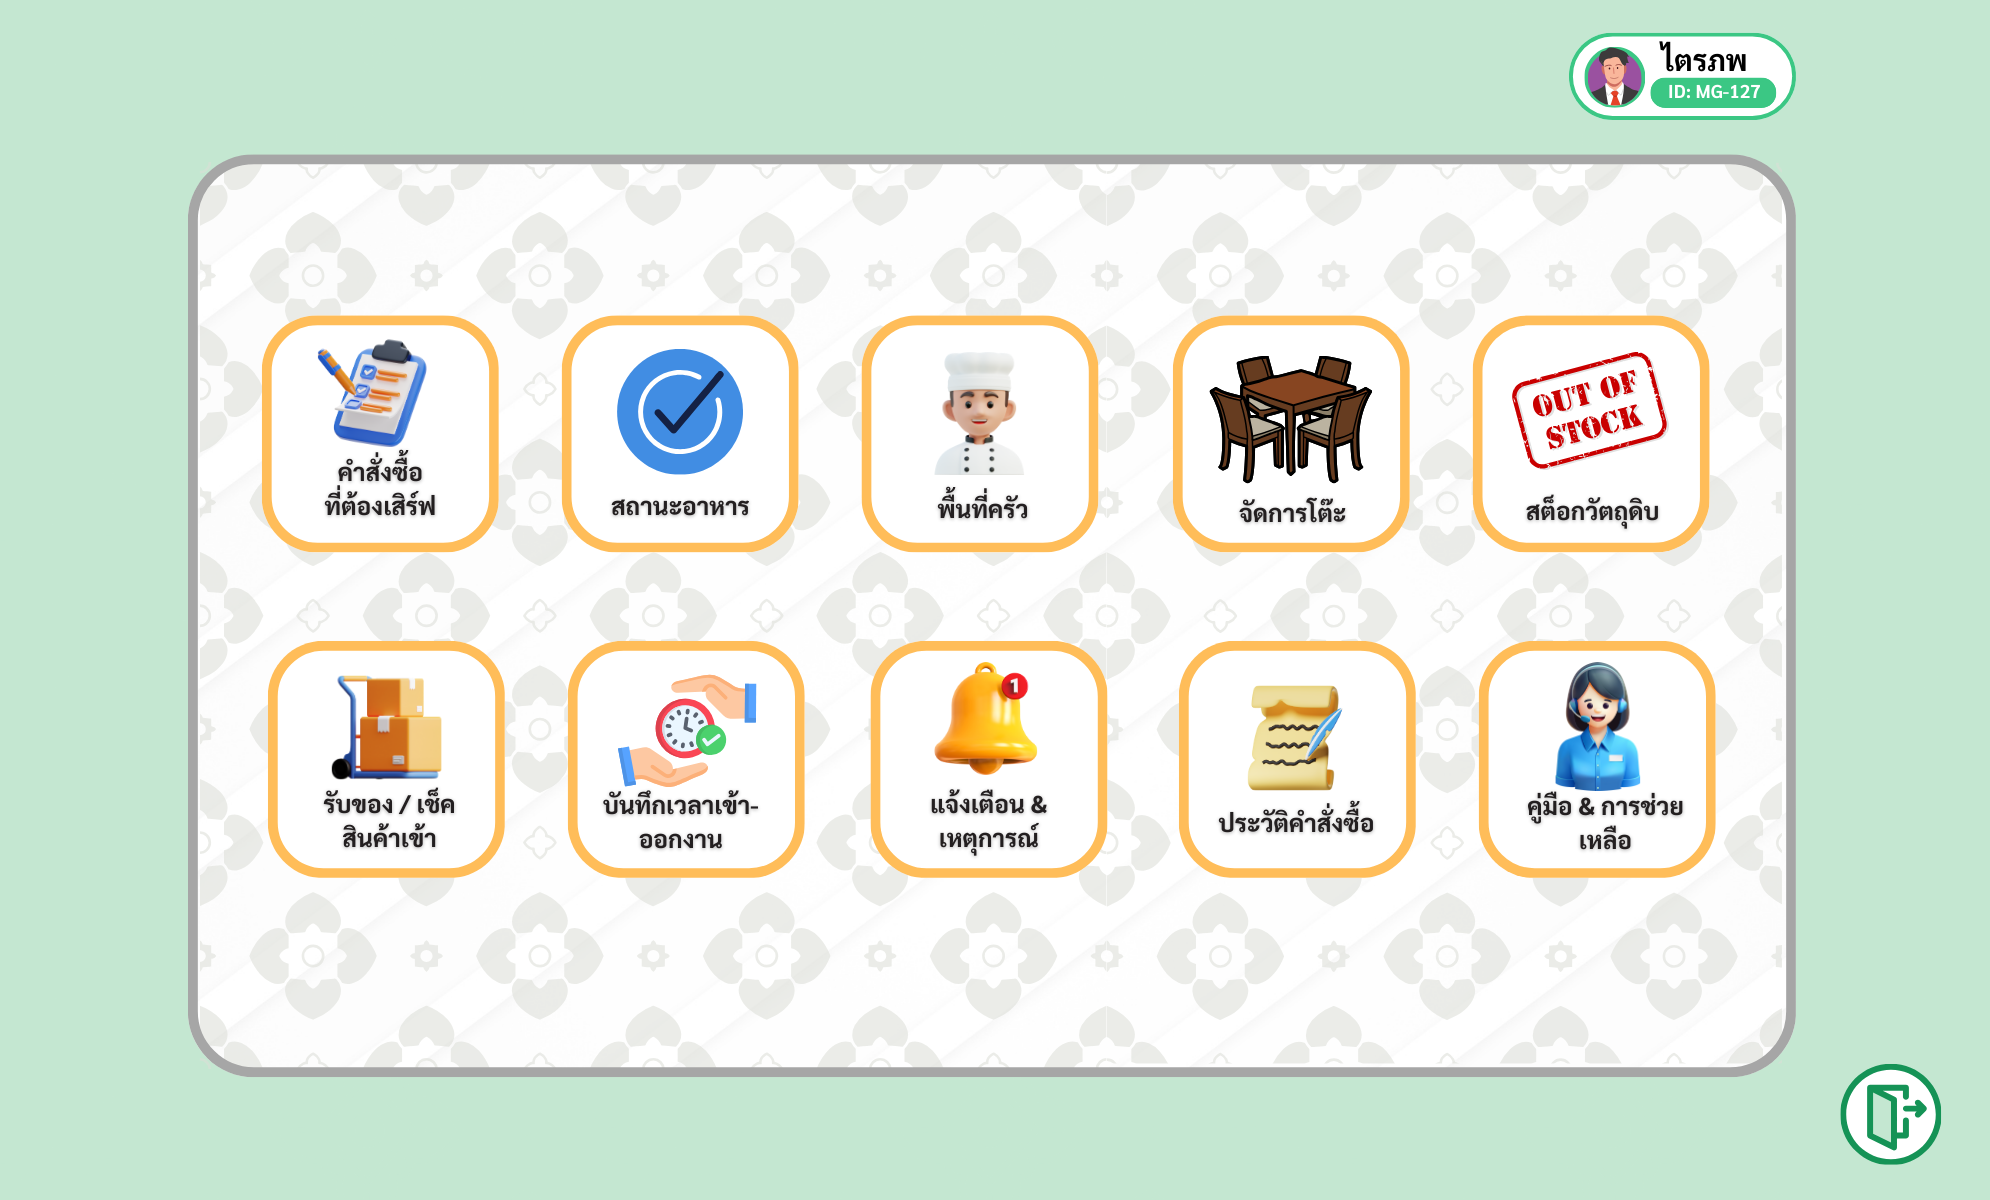 ไตรภพ
ID: MG-127
คำสั่งซื้อ
ที่ต้องเสิร์ฟ
สถานะอาหาร
พื้นที่ครัว
จัดการโต๊ะ
OUT OF
STOCK
สต็อกวัตถุดิบ
รับของ / เช็ค
สินค้าเข้า
บันทึกเวลาเข้า-
ออกงาน
1
แจ้งเตือน &
เหตุการณ์
ประวัติคำสั่งซื้อ
คู่มือ & การช่วย
เหลือ